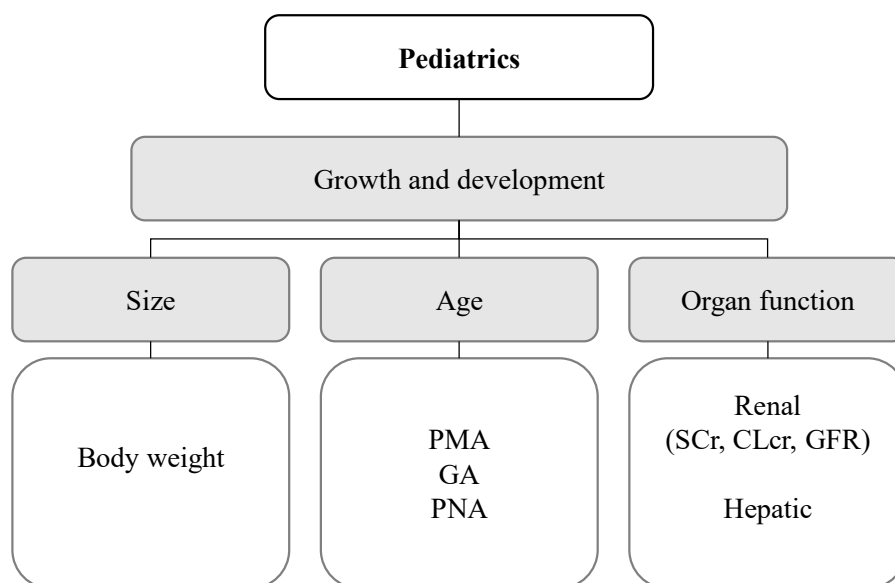 Pediatrics
Growth and development
Size
Age
Organ function
Body weight
PMA
GA
PNA
Renal
(SCr, CLcr, GFR)
Hepatic